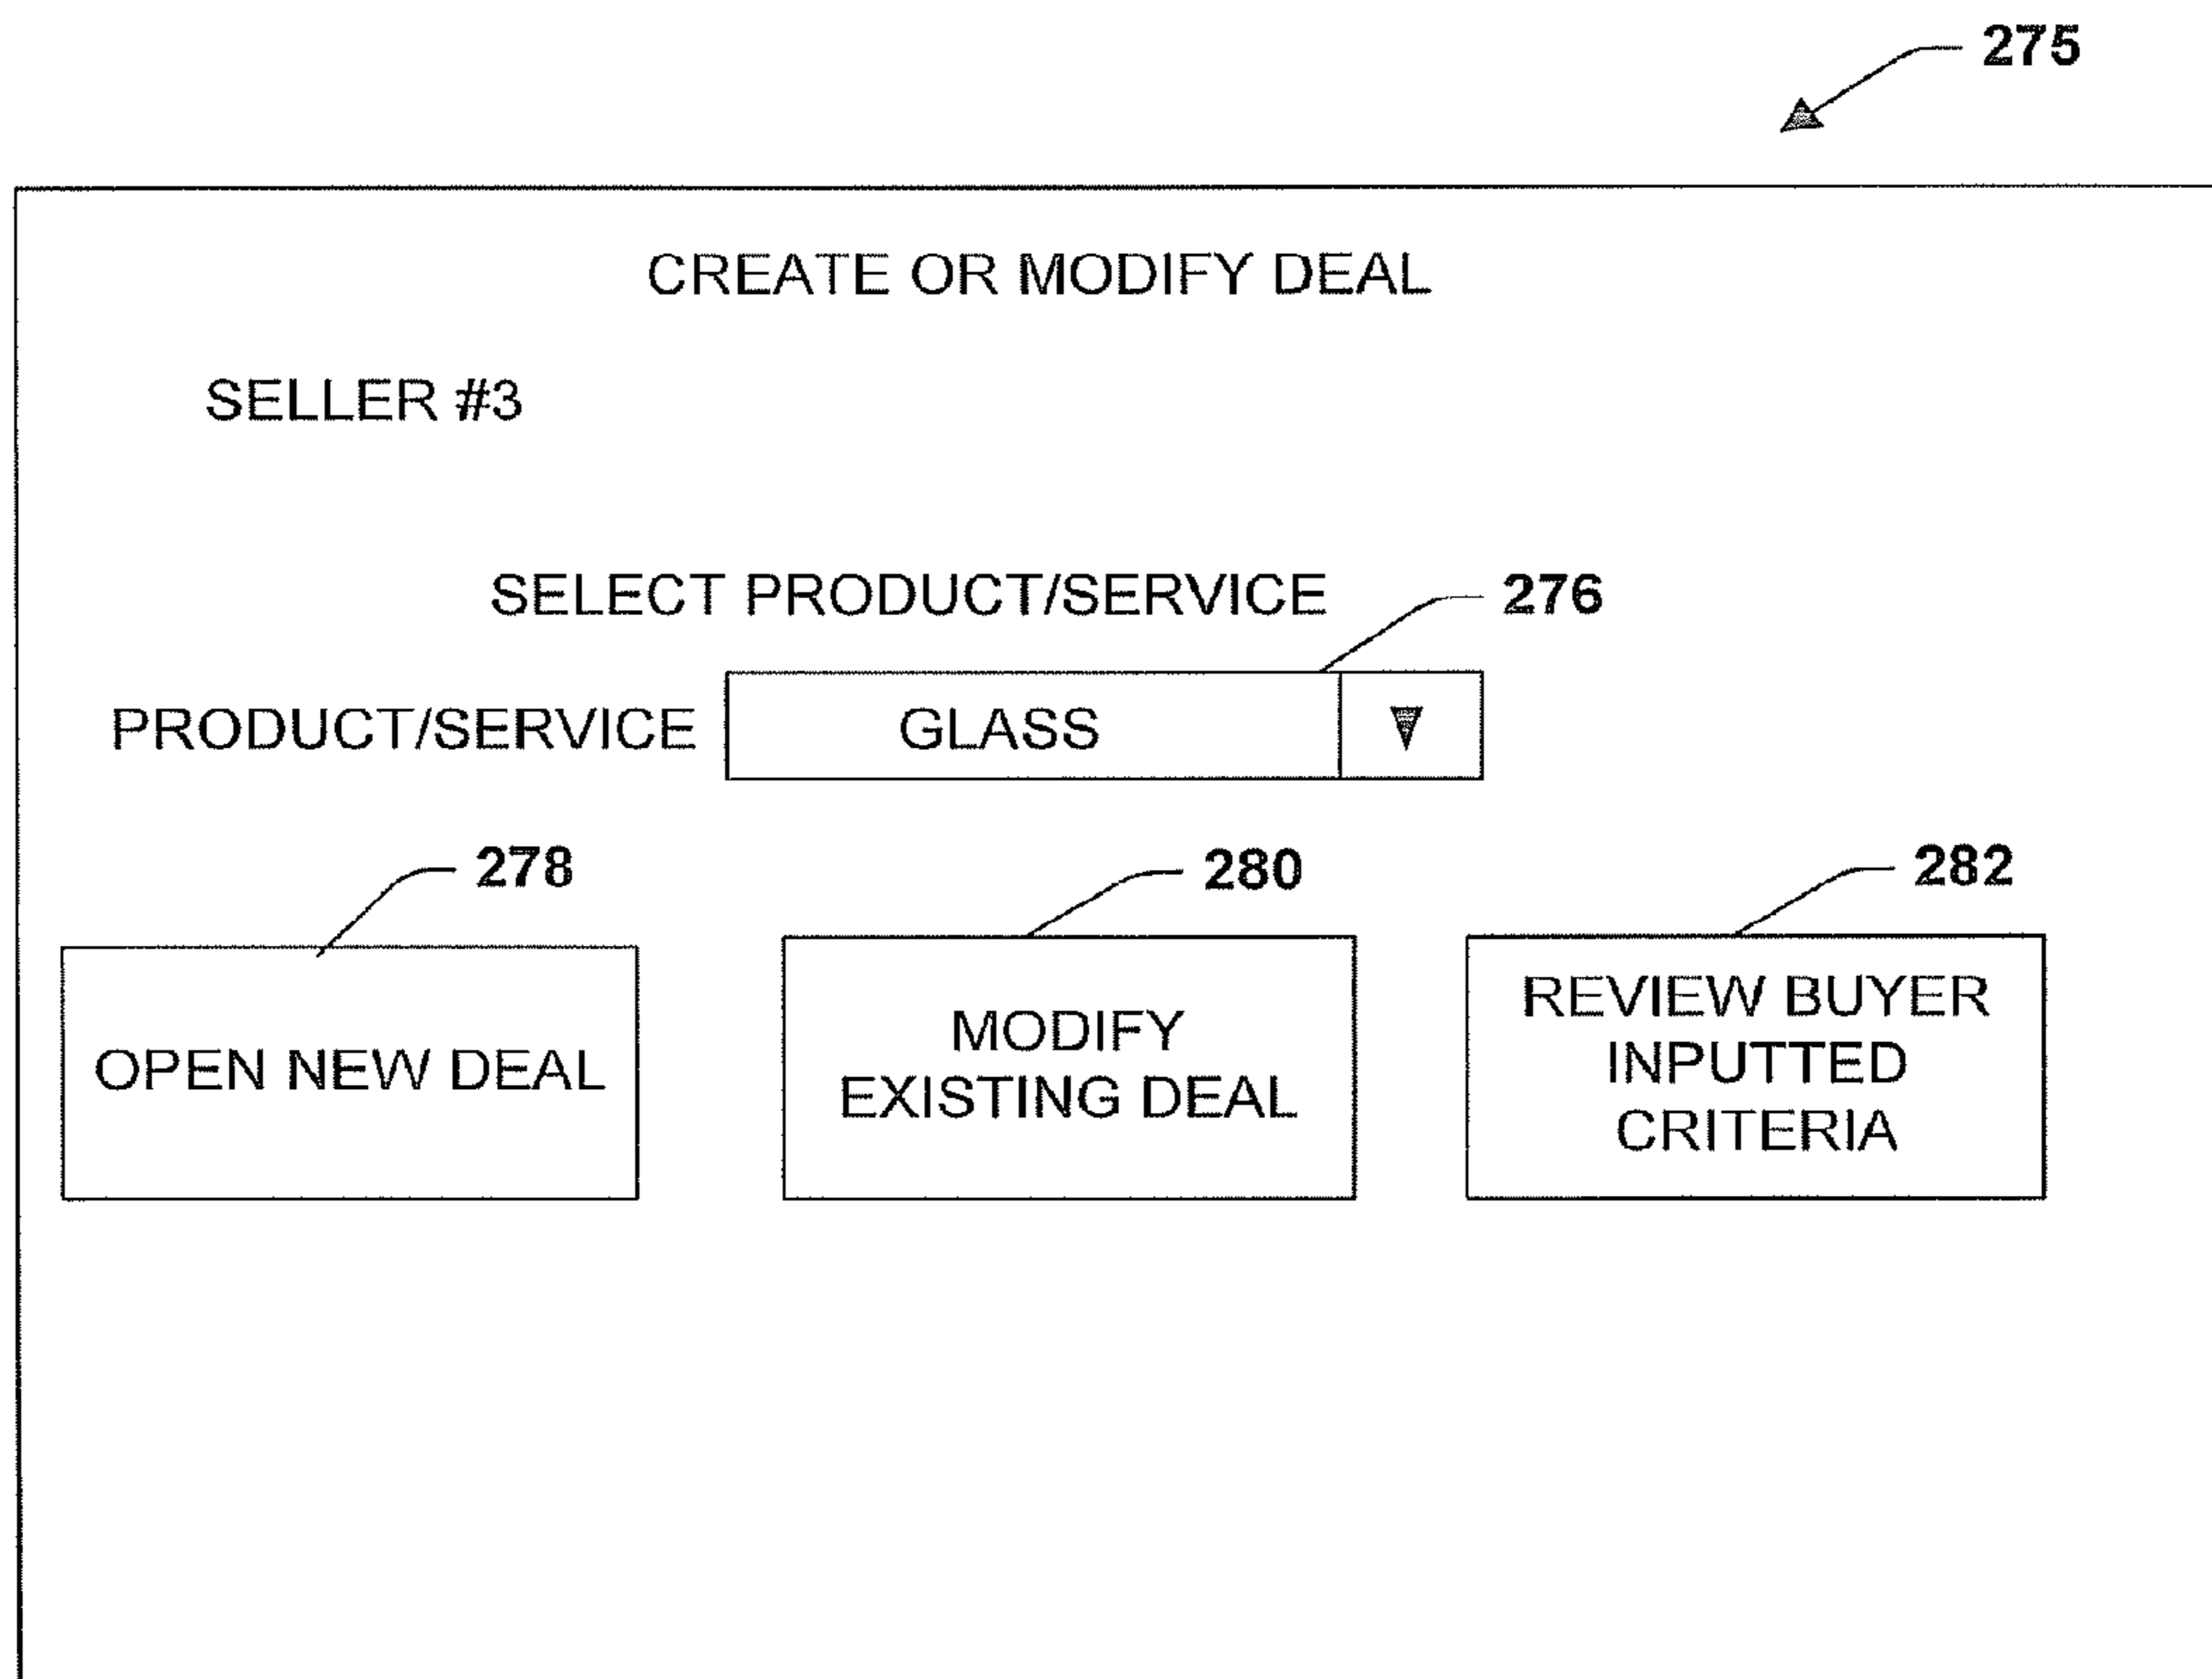 275
CREATE OR MODIFY DEAL
SELLER #3
SELECT PRODUCT/SERVICE
276
PRODUCT/SERVICE
GLASS
278
280
282
OPEN NEW DEAL
MODIFY
EXISTING DEAL
REVIEW BUYER
INPUTTED
CRITERIA